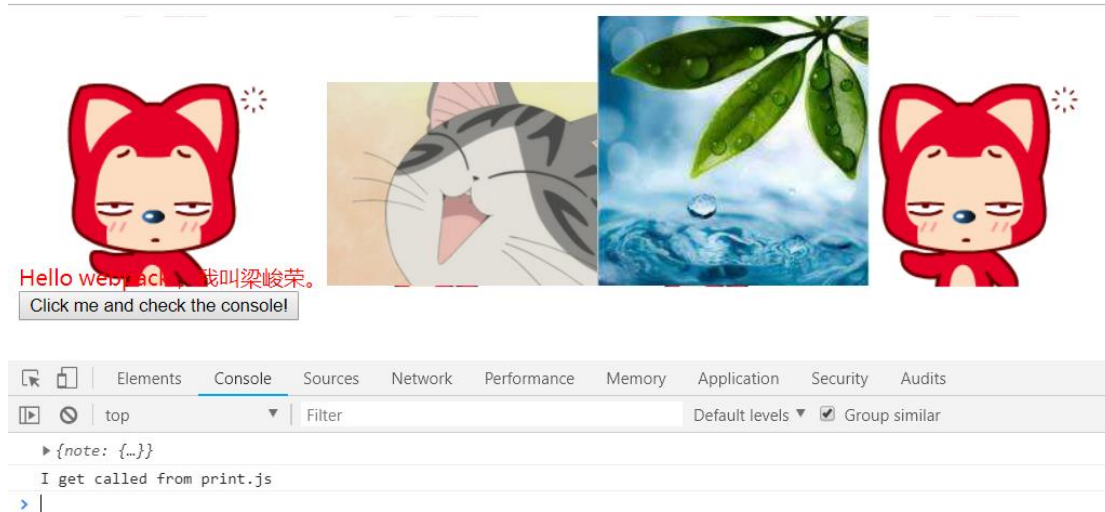 Hello webpack，我叫梁峻荣。
Click me and check the console!
Elements Console Sources Network Performance Memory Application Security Audits
top Filter Default levels Group similar
{note: {…}}
I get called from print.js